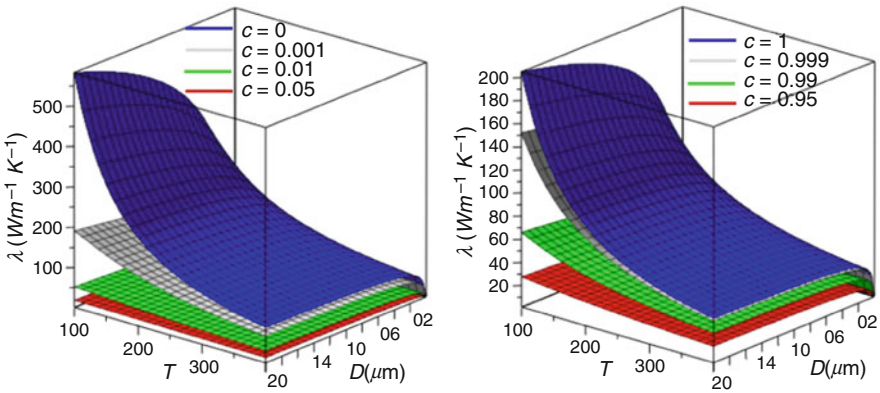 c = 0
c = 0.001
c = 0.01
c = 0.05
500
400
300
200
100
λ (Wm⁻¹ K⁻¹)
100
200
300
T
20
14
10
06
02
D(μm)
c = 1
c = 0.999
c = 0.99
c = 0.95
200
180
160
140
120
100
80
60
40
20
λ (Wm⁻¹ K⁻¹)
100
200
300
T
20
14
10
06
02
D(μm)